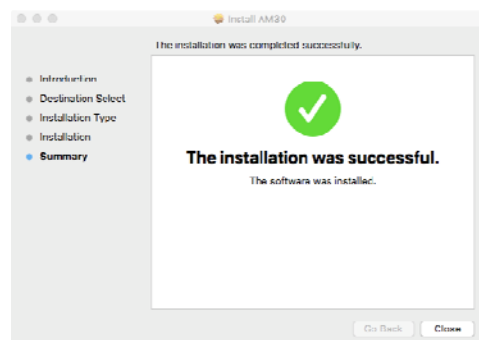 Install AM30
The installation was completed successfully.
Introduction
Destination Select
Installation Type
Installation
Summary
The installation was successful.
The software was installed.
Go Back
Close